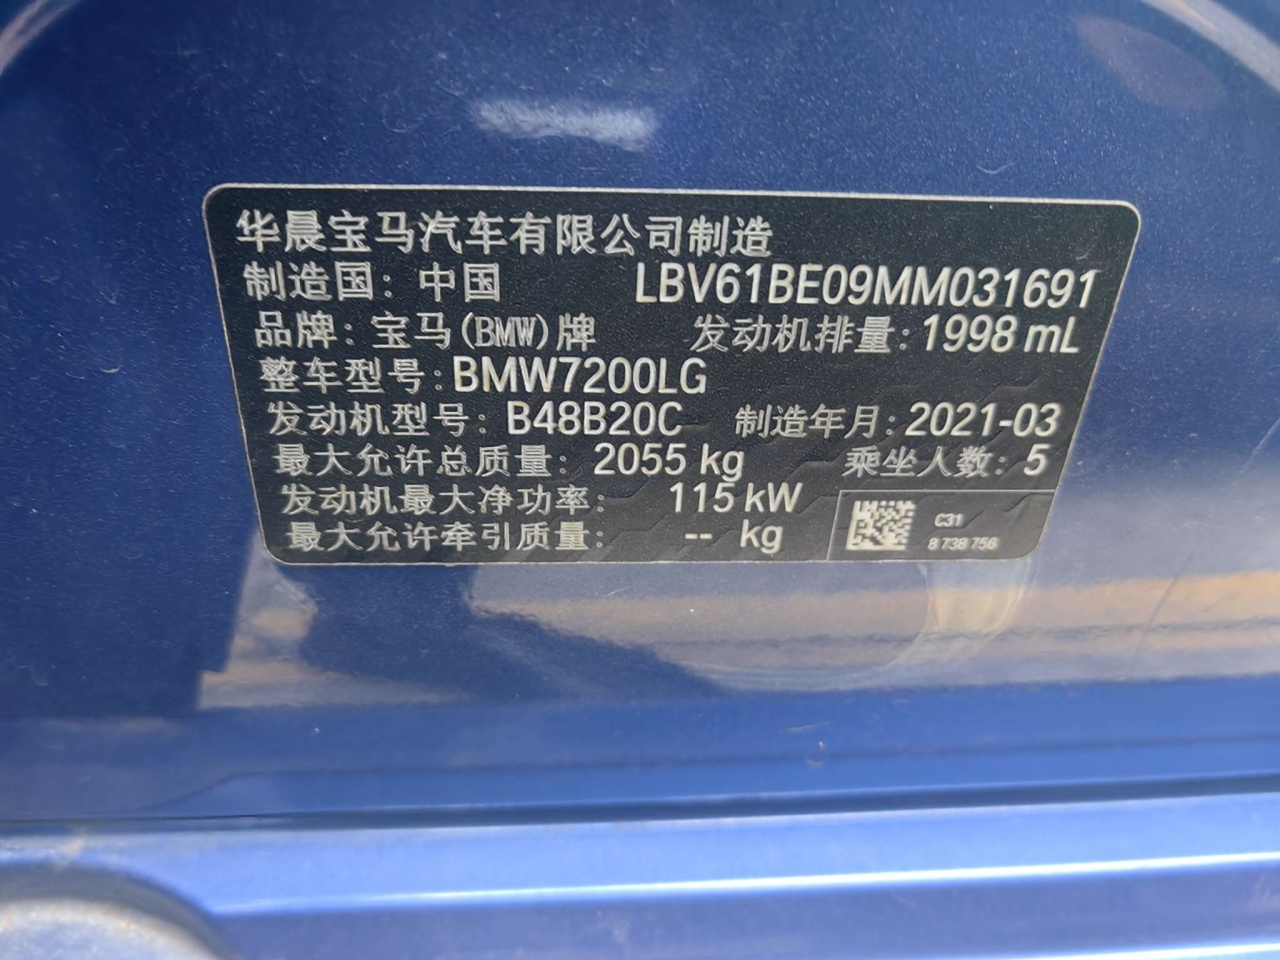 华晨宝马汽车有限公司制造
制造国：中国 LBV61BE09MM031691
品牌：宝马(BMW)牌 发动机排量：1998 mL
整车型号：BMW7200LG
发动机型号：B48B20C 制造年月：2021-03
最大允许总质量：2055 kg 乘坐人数：5
发动机最大净功率：115 kW
最大允许牵引质量：-- kg
C31
8 738 756